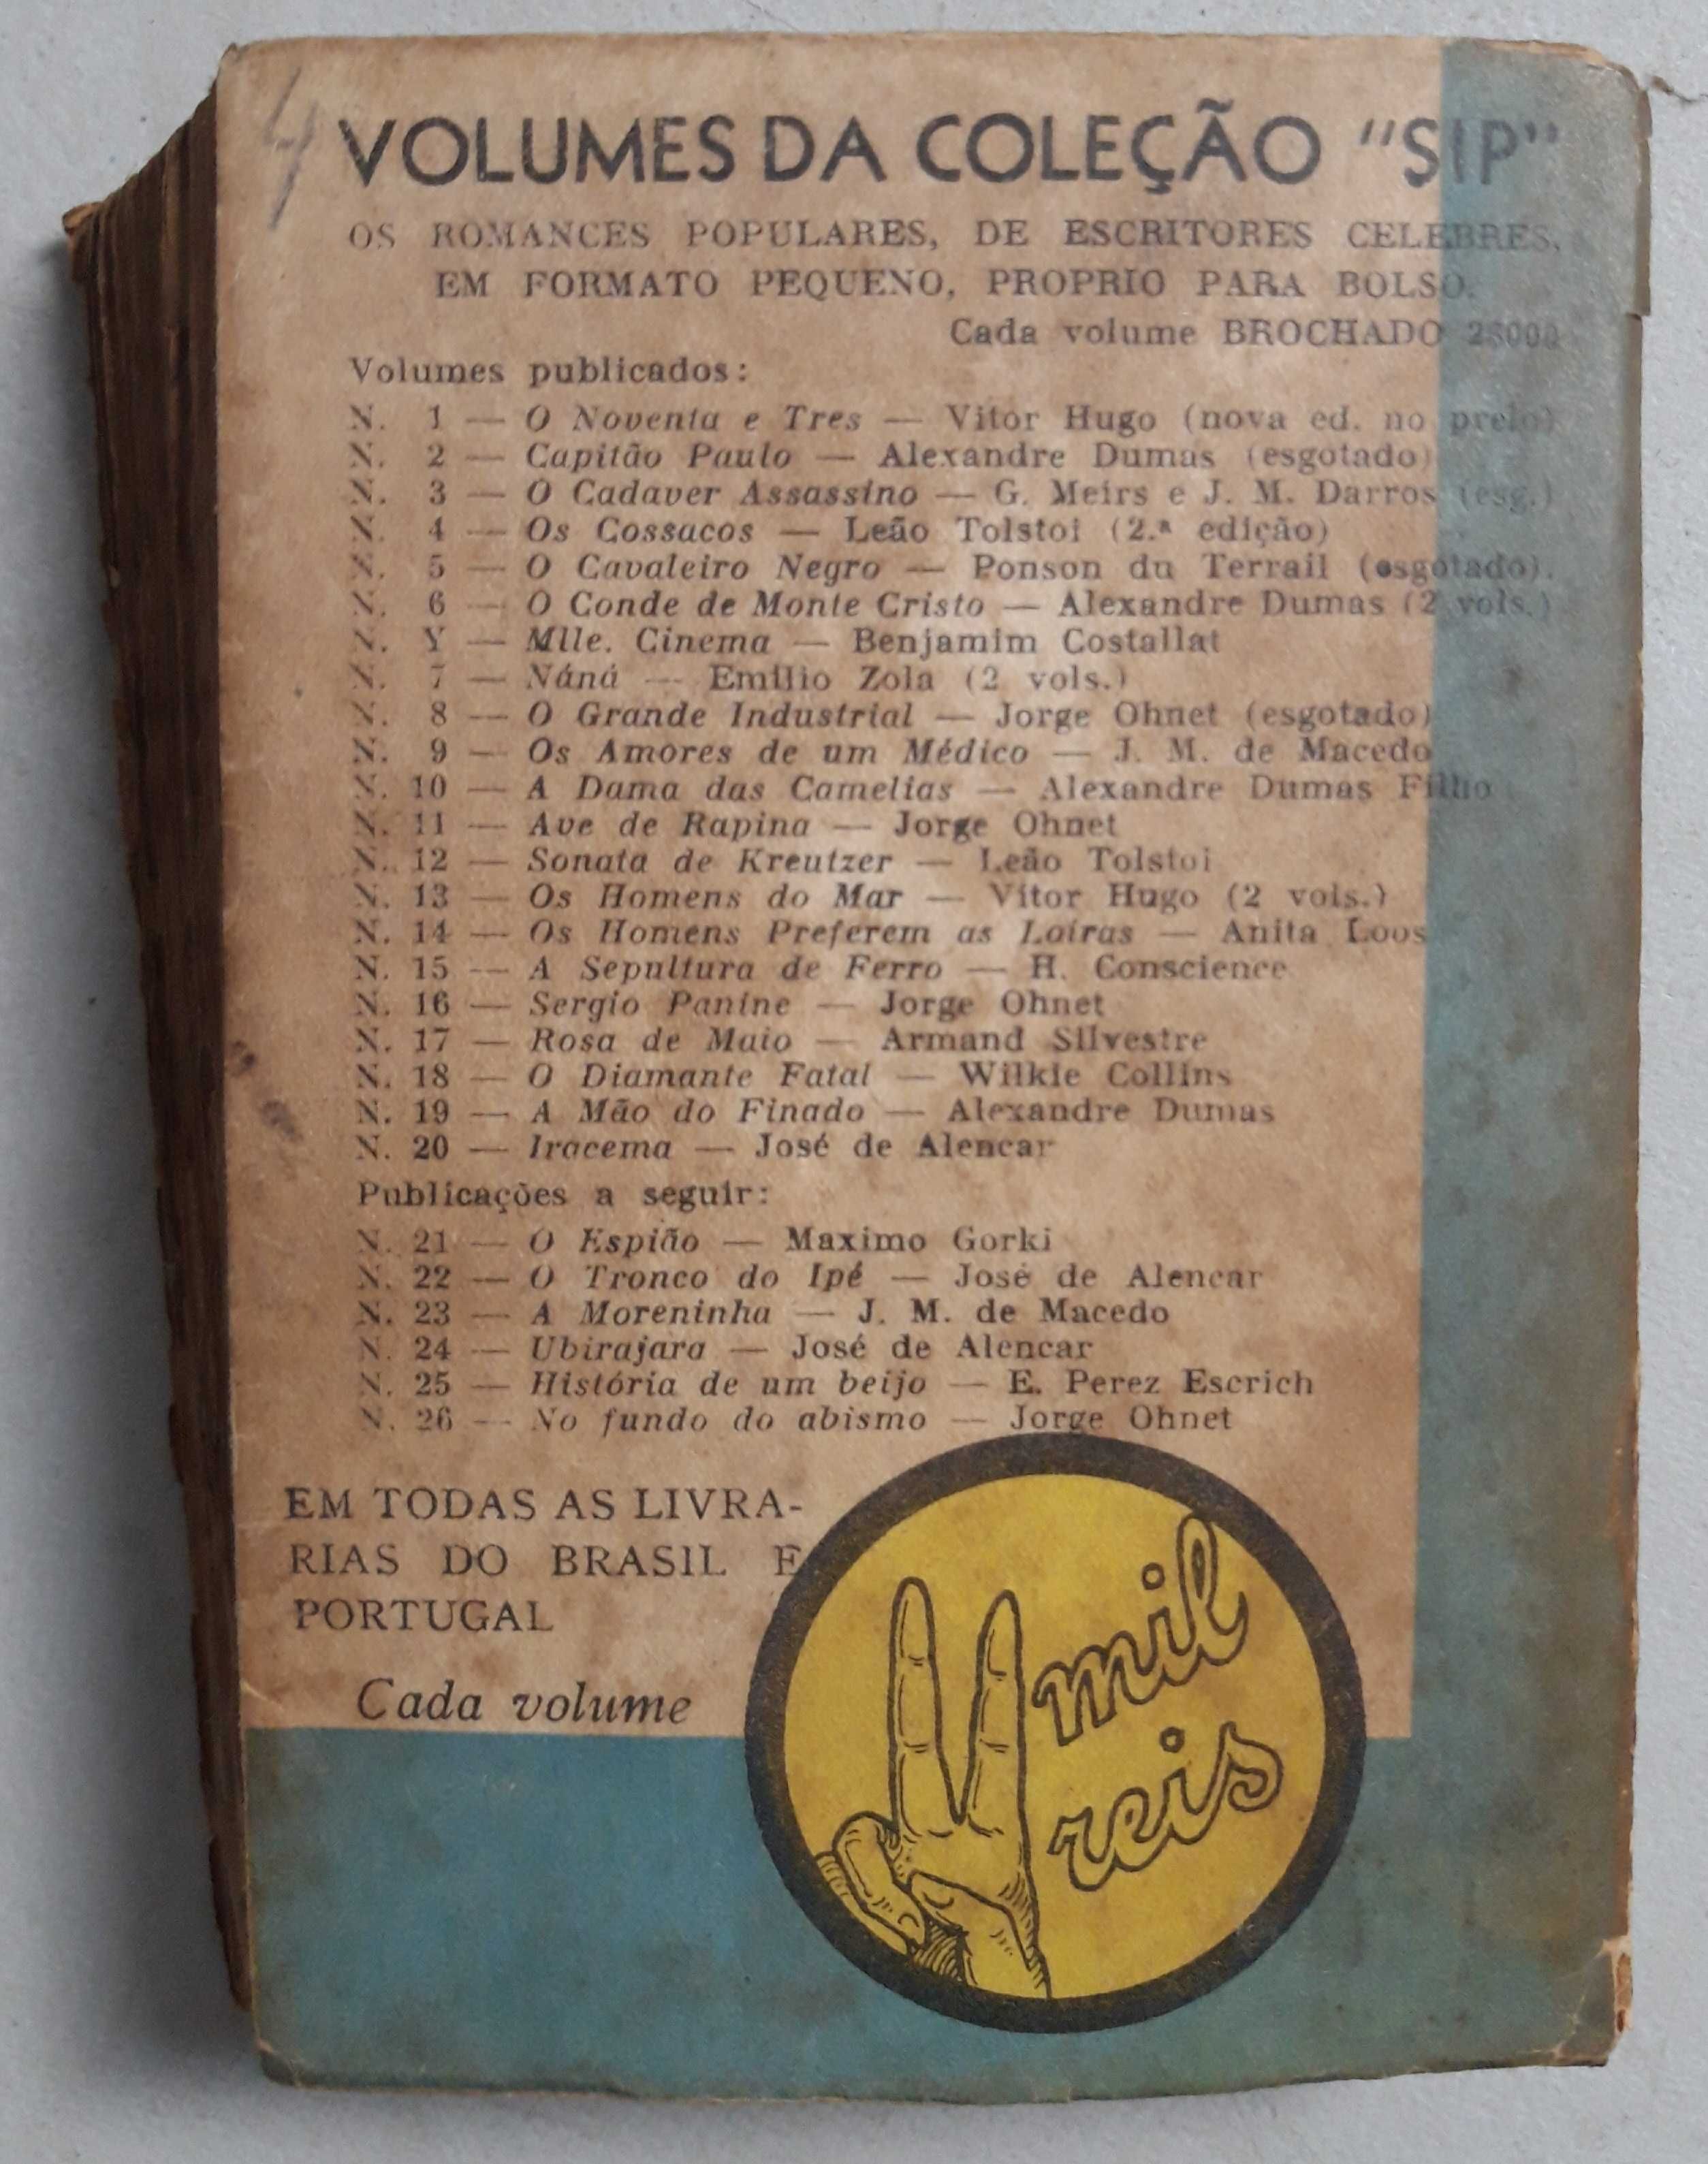 VOLUMES DA COLEÇÃO "SIP"
OS ROMANCES POPULARES, DE ESCRITORES CELEBRES,
EM FORMATO PEQUENO, PROPRIO PARA BOLSO.
Cada volume BROCHADO 2$000
Volumes publicados:
N. 1 — O Noventa e Tres — Vitor Hugo (nova ed. no prelo)
N. 2 — Capitão Paulo — Alexandre Dumas (esgotado)
N. 3 — O Cadaver Assassino — G. Meirs e J. M. Darros (esg.)
N. 4 — Os Cossacos — Leão Tolstoi (2.ª edição)
N. 5 — O Cavaleiro Negro — Ponson du Terrail (esgotado).
N. 6 — O Conde de Monte Cristo — Alexandre Dumas (2 vols.)
N. Y — Mlle. Cinema — Benjamim Costallat
N. 7 — Náná — Emilio Zola (2 vols.)
N. 8 — O Grande Industrial — Jorge Ohnet (esgotado)
N. 9 — Os Amores de um Médico — J. M. de Macedo
N. 10 — A Dama das Camelias — Alexandre Dumas Filho
N. 11 — Ave de Rapina — Jorge Ohnet
N. 12 — Sonata de Kreutzer — Leão Tolstoi
N. 13 — Os Homens do Mar — Vitor Hugo (2 vols.)
N. 14 — Os Homens Preferem as Loiras — Anita Loos
N. 15 — A Sepultura de Ferro — H. Conscience
N. 16 — Sergio Panine — Jorge Ohnet
N. 17 — Rosa de Maio — Armand Silvestre
N. 18 — O Diamante Fatal — Wilkie Collins
N. 19 — A Mão do Finado — Alexandre Dumas
N. 20 — Iracema — José de Alencar
Publicações a seguir:
N. 21 — O Espião — Maximo Gorki
N. 22 — O Tronco do Ipé — José de Alencar
N. 23 — A Moreninha — J. M. de Macedo
N. 24 — Ubirajara — José de Alencar
N. 25 — História de um beijo — E. Perez Escrich
N. 26 — No fundo do abismo — Jorge Ohnet
EM TODAS AS LIVRA-
RIAS DO BRASIL E
PORTUGAL
Cada volume
mil
reis